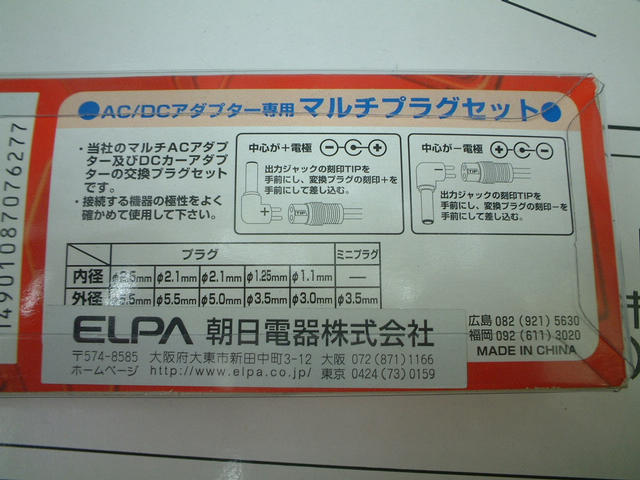 ●AC/DCアダプター専用 マルチプラグセット●
・当社のマルチACアダプ
ター及びDCカーアダプ
ターの交換プラグセット
です。
・接続する機器の極性をよく
確かめて使用して下さい。
中心が+電極
出力ジャックの刻印TIPを
手前にし、変換プラグの刻印+を
手前にして差し込む。
TIP
中心がー電極
出力ジャックの刻印TIPを
手前にし、変換プラグの刻印-を
手前にして差し込む。
TIP
プラグ ミニプラグ
内径 φ2.5mm φ2.1mm φ2.1mm φ1.25mm φ1.1mm —
外径 φ5.5mm φ5.5mm φ5.0mm φ3.5mm φ3.0mm φ3.5mm
ELPA 朝日電器株式会社
〒574-8585 大阪府大東市新田中町3-12 大阪 072(871)1166
ホームページ http://www.elpa.co.jp/ 東京 0424(73)0159
広島 082 (921) 5630
福岡 092 (611) 3020
MADE IN CHINA
4901087076277